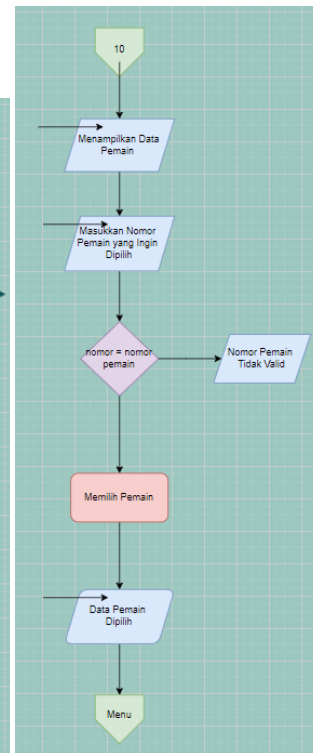 10
Menampilkan Data
Pemain
Masukkan Nomor
Pemain yang Ingin
Dipilih
nomor = nomor
pemain
Nomor Pemain
Tidak Valid
Memilih Pemain
Data Pemain
Dipilih
Menu